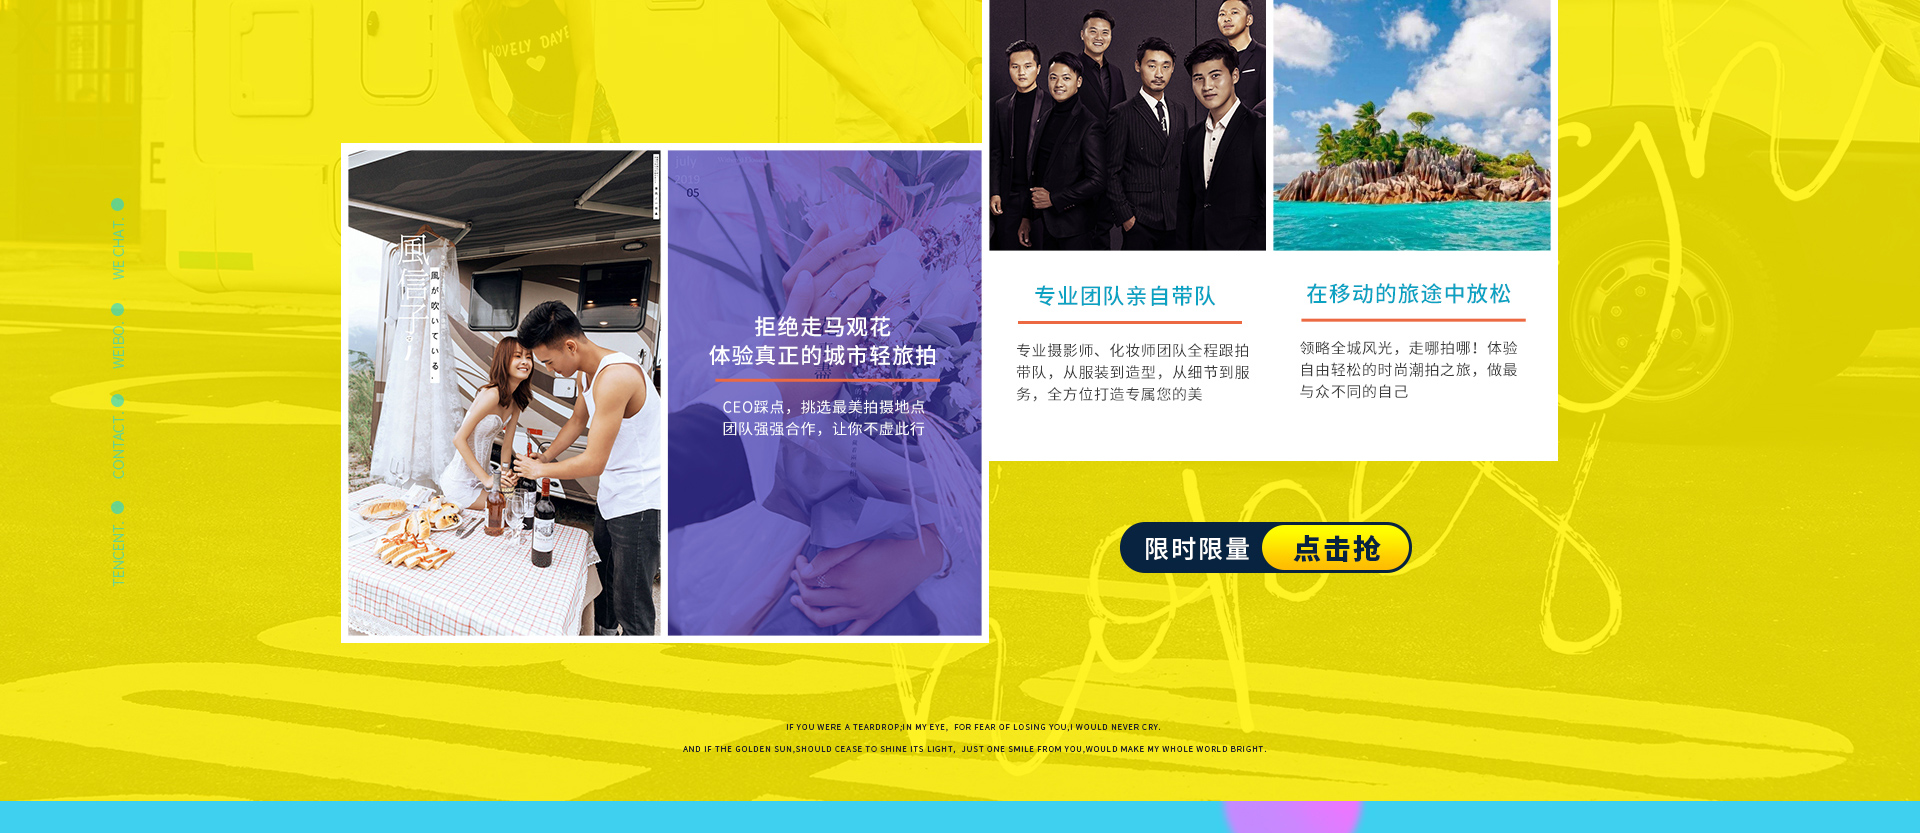 LOVELY DAYE
WE CHAT.
WEIBO.
CONTACT.
TENCENT.
風信子
風が吹いている.
july
2019
05
拒绝走马观花
体验真正的城市轻旅拍
CEO踩点，挑选最美拍摄地点
团队强强合作，让你不虚此行
专业团队亲自带队
专业摄影师、化妆师团队全程跟拍
带队，从服装到造型，从细节到服
务，全方位打造专属您的美
在移动的旅途中放松
领略全城风光，走哪拍哪！体验
自由轻松的时尚潮拍之旅，做最
与众不同的自己
限时限量 点击抢
IF YOU WERE A TEARDROP;IN MY EYE, FOR FEAR OF LOSING YOU,I WOULD NEVER CRY.
AND IF THE GOLDEN SUN,SHOULD CEASE TO SHINE ITS LIGHT, JUST ONE SMILE FROM YOU,WOULD MAKE MY WHOLE WORLD BRIGHT.